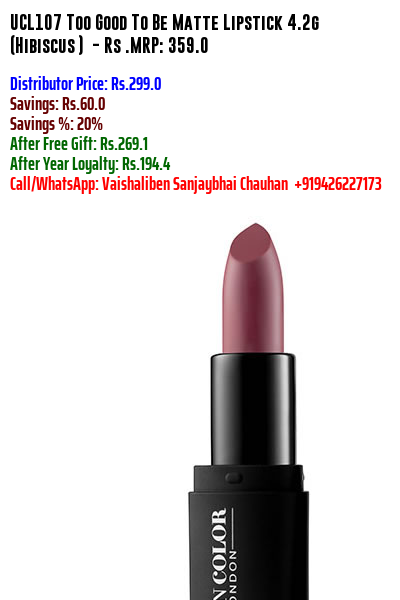 UCL107 Too Good To Be Matte Lipstick 4.2g
(Hibiscus ) - Rs .MRP: 359.0
Distributor Price: Rs.299.0
Savings: Rs.60.0
Savings %: 20%
After Free Gift: Rs.269.1
After Year Loyalty: Rs.194.4
Call/WhatsApp: Vaishaliben Sanjaybhai Chauhan +919426227173
N COLOR
ONDON